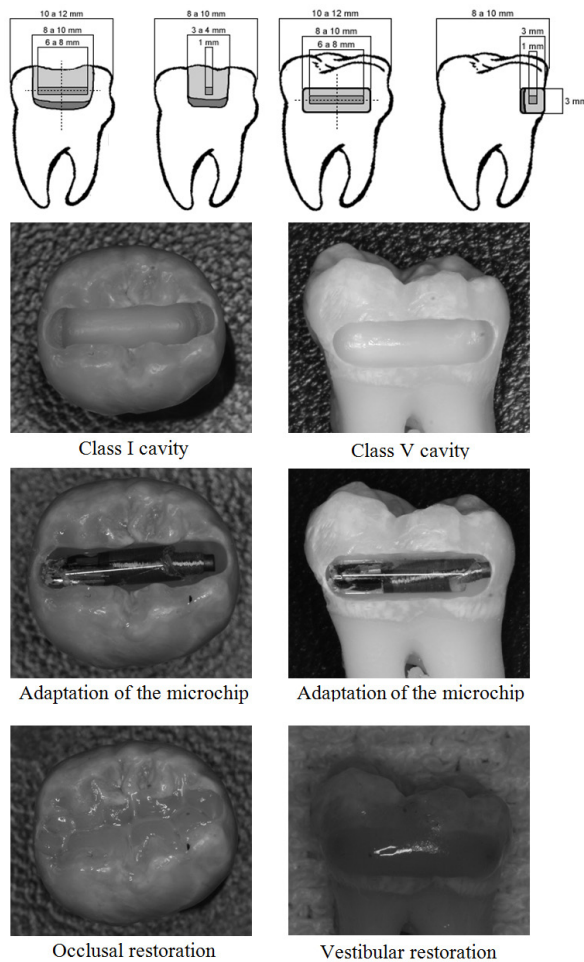 10 a 12 mm
8 a 10 mm
6 a 8 mm
8 a 10 mm
3 a 4 mm
1 mm
10 a 12 mm
8 a 10 mm
6 a 8 mm
8 a 10 mm
3 mm
1 mm
3 mm
Class I cavity
Class V cavity
Adaptation of the microchip
Adaptation of the microchip
Occlusal restoration
Vestibular restoration